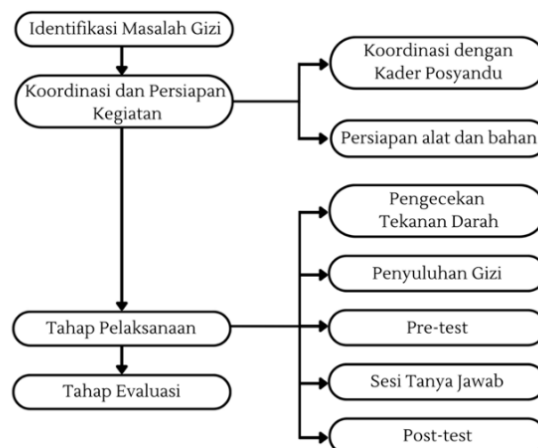 Identifikasi Masalah Gizi
Koordinasi dan Persiapan
Kegiatan
Koordinasi dengan
Kader Posyandu
Persiapan alat dan bahan
Tahap Pelaksanaan
Pengecekan
Tekanan Darah
Penyuluhan Gizi
Pre-test
Sesi Tanya Jawab
Post-test
Tahap Evaluasi